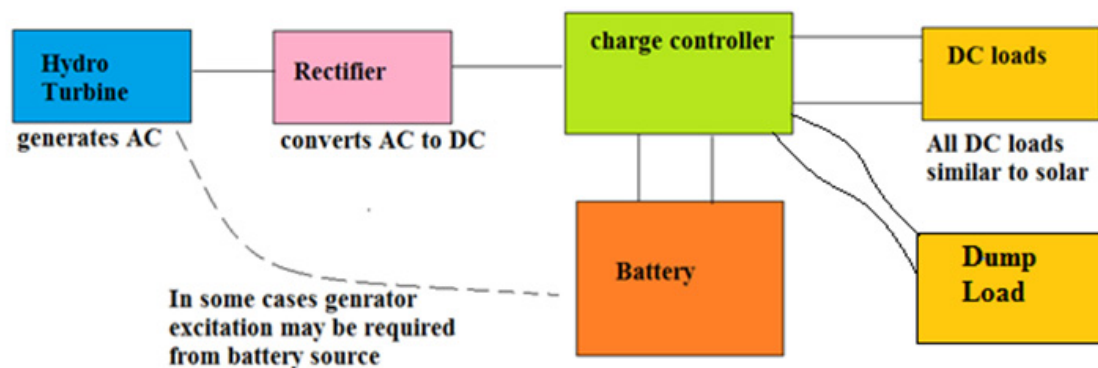 Hydro
Turbine
generates AC
Rectifier
converts AC to DC
charge controller
DC loads
All DC loads
similar to solar
Battery
Dump
Load
In some cases genrator
excitation may be required
from battery source